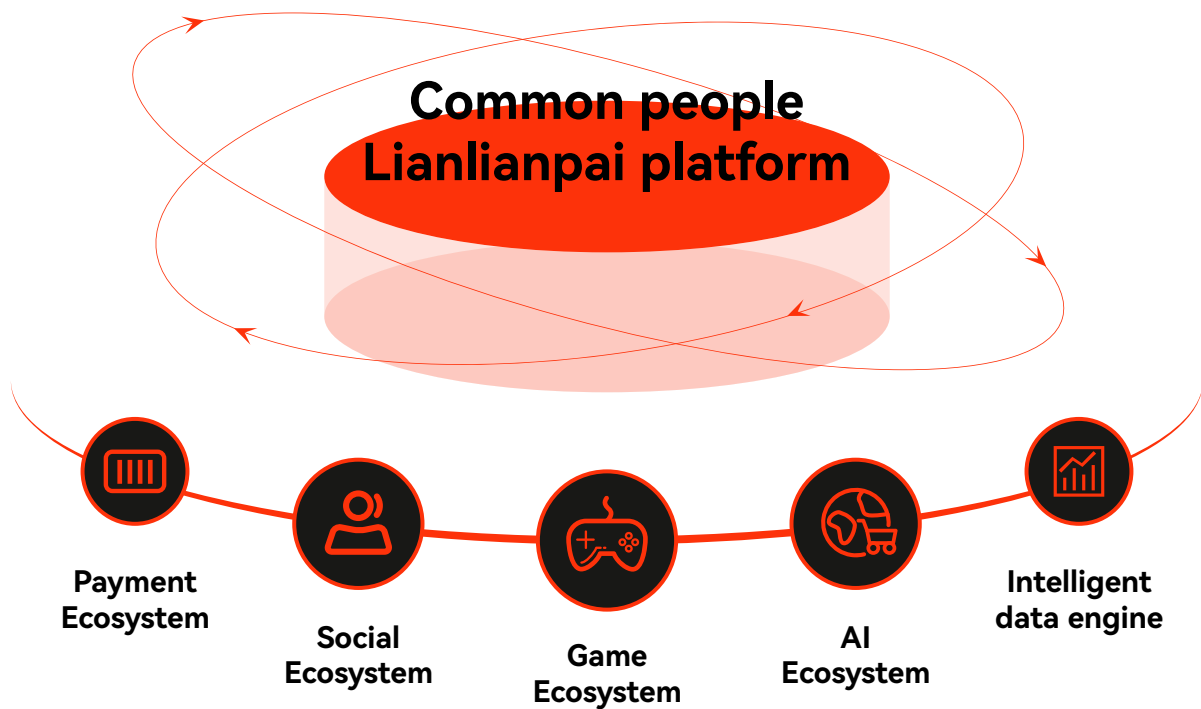 Common people
Lianlianpai platform
Payment
Ecosystem
Social
Ecosystem
Game
Ecosystem
AI
Ecosystem
Intelligent
data engine